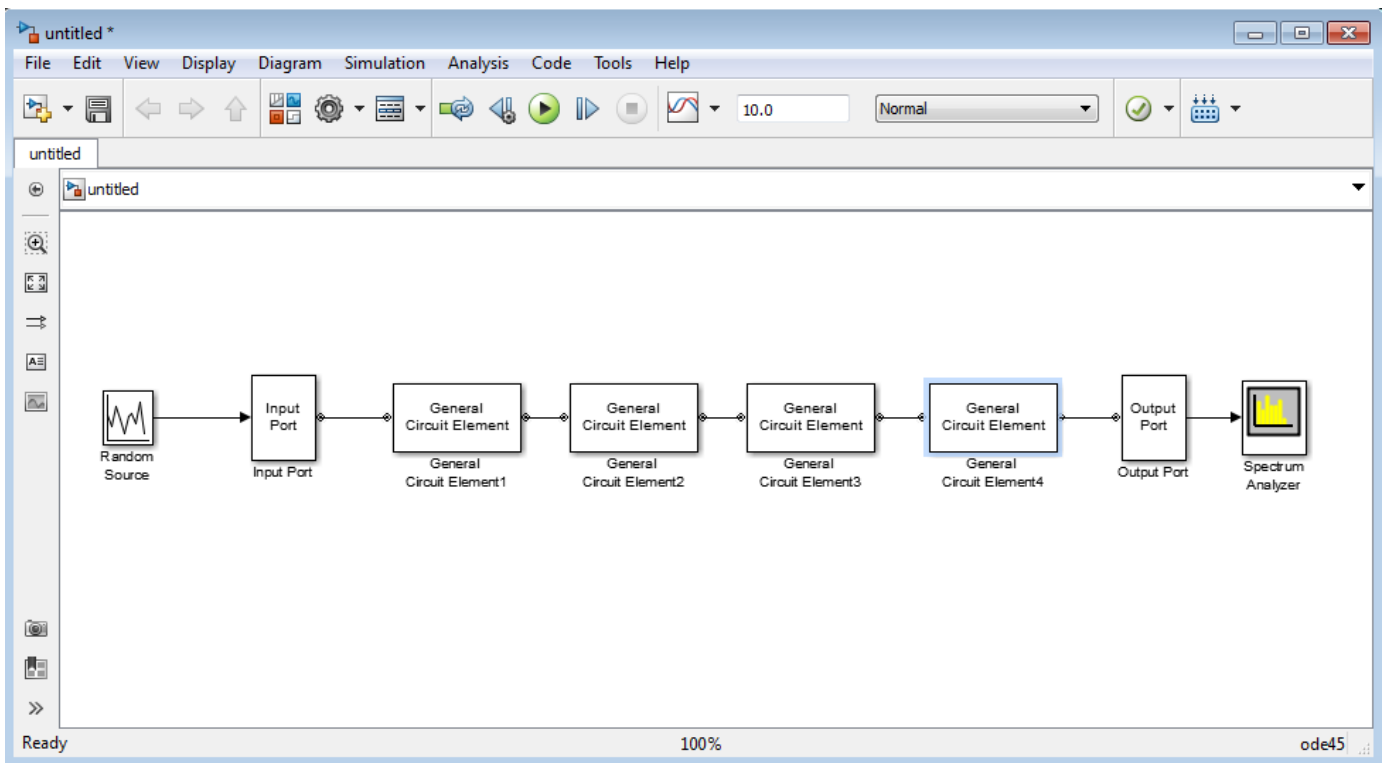 untitled *
File Edit View Display Diagram Simulation Analysis Code Tools Help
10.0 Normal
untitled
untitled
Input
Port
General
Circuit Element
General
Circuit Element
General
Circuit Element
General
Circuit Element
Output
Port
Random
Source
Input Port
General
Circuit Element1
General
Circuit Element2
General
Circuit Element3
General
Circuit Element4
Output Port
Spectrum
Analyzer
Ready 100% ode45